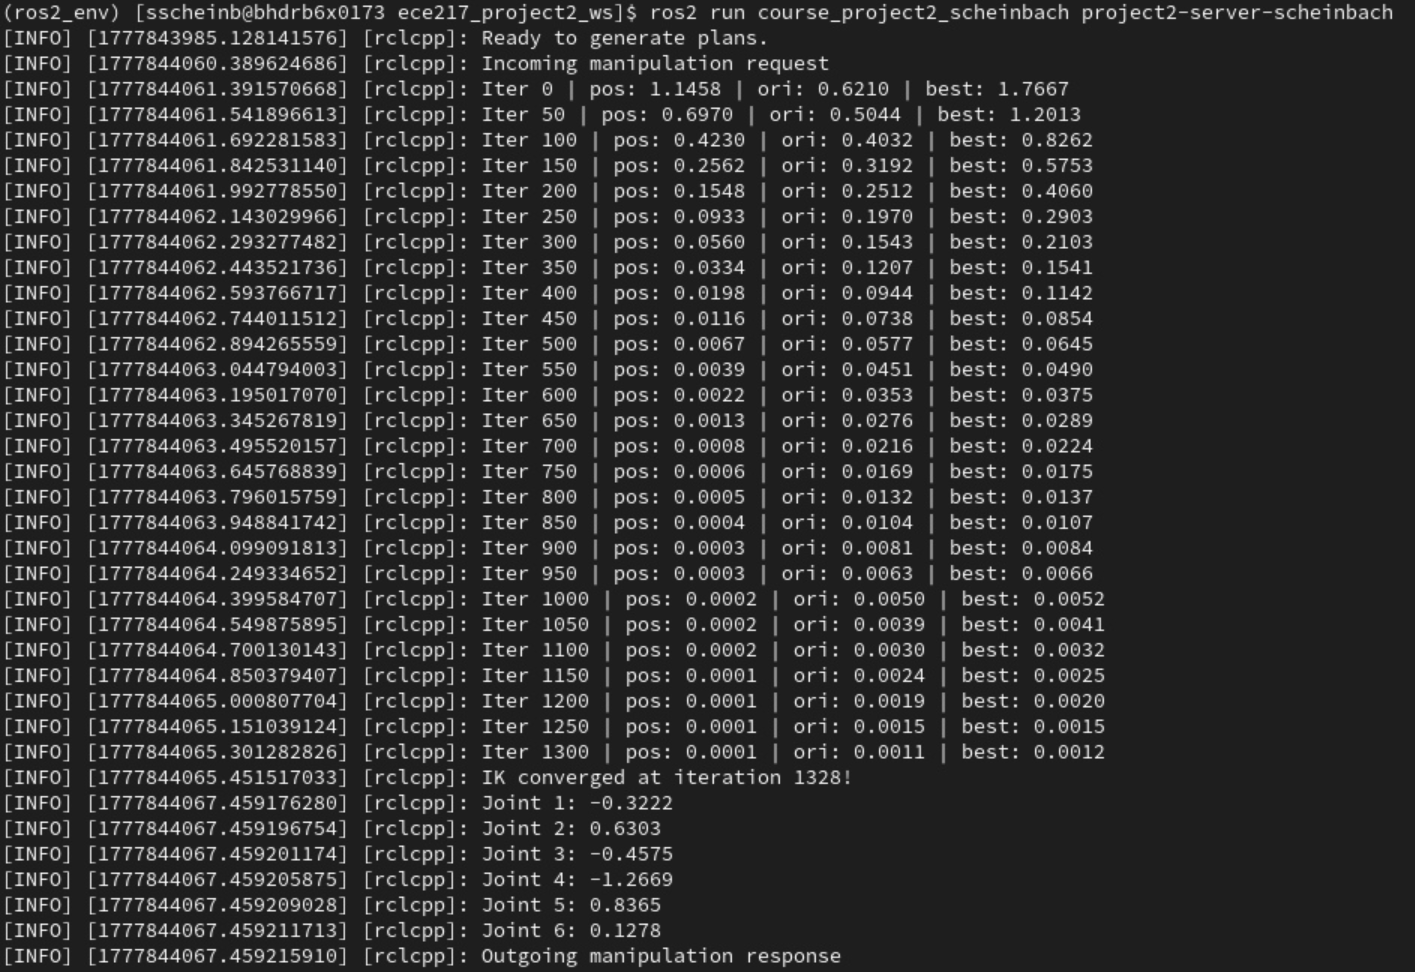 (ros2_env) [sscheinb@bhdrb6x0173 ece217_project2_ws]$ ros2 run course_project2_scheinbach project2-server-scheinbach
[INFO] [1777843985.128141576] [rclcpp]: Ready to generate plans.
[INFO] [1777844060.389624686] [rclcpp]: Incoming manipulation request
[INFO] [1777844061.391570668] [rclcpp]: Iter 0 | pos: 1.1458 | ori: 0.6210 | best: 1.7667
[INFO] [1777844061.541896613] [rclcpp]: Iter 50 | pos: 0.6970 | ori: 0.5044 | best: 1.2013
[INFO] [1777844061.692281583] [rclcpp]: Iter 100 | pos: 0.4230 | ori: 0.4032 | best: 0.8262
[INFO] [1777844061.842531140] [rclcpp]: Iter 150 | pos: 0.2562 | ori: 0.3192 | best: 0.5753
[INFO] [1777844061.992778550] [rclcpp]: Iter 200 | pos: 0.1548 | ori: 0.2512 | best: 0.4060
[INFO] [1777844062.143029966] [rclcpp]: Iter 250 | pos: 0.0933 | ori: 0.1970 | best: 0.2903
[INFO] [1777844062.293277482] [rclcpp]: Iter 300 | pos: 0.0560 | ori: 0.1543 | best: 0.2103
[INFO] [1777844062.443521736] [rclcpp]: Iter 350 | pos: 0.0334 | ori: 0.1207 | best: 0.1541
[INFO] [1777844062.593766717] [rclcpp]: Iter 400 | pos: 0.0198 | ori: 0.0944 | best: 0.1142
[INFO] [1777844062.744011512] [rclcpp]: Iter 450 | pos: 0.0116 | ori: 0.0738 | best: 0.0854
[INFO] [1777844062.894265559] [rclcpp]: Iter 500 | pos: 0.0067 | ori: 0.0577 | best: 0.0645
[INFO] [1777844063.044794003] [rclcpp]: Iter 550 | pos: 0.0039 | ori: 0.0451 | best: 0.0490
[INFO] [1777844063.195017070] [rclcpp]: Iter 600 | pos: 0.0022 | ori: 0.0353 | best: 0.0375
[INFO] [1777844063.345267819] [rclcpp]: Iter 650 | pos: 0.0013 | ori: 0.0276 | best: 0.0289
[INFO] [1777844063.495520157] [rclcpp]: Iter 700 | pos: 0.0008 | ori: 0.0216 | best: 0.0224
[INFO] [1777844063.645768839] [rclcpp]: Iter 750 | pos: 0.0006 | ori: 0.0169 | best: 0.0175
[INFO] [1777844063.796015759] [rclcpp]: Iter 800 | pos: 0.0005 | ori: 0.0132 | best: 0.0137
[INFO] [1777844063.948841742] [rclcpp]: Iter 850 | pos: 0.0004 | ori: 0.0104 | best: 0.0107
[INFO] [1777844064.099091813] [rclcpp]: Iter 900 | pos: 0.0003 | ori: 0.0081 | best: 0.0084
[INFO] [1777844064.249334652] [rclcpp]: Iter 950 | pos: 0.0003 | ori: 0.0063 | best: 0.0066
[INFO] [1777844064.399584707] [rclcpp]: Iter 1000 | pos: 0.0002 | ori: 0.0050 | best: 0.0052
[INFO] [1777844064.549875895] [rclcpp]: Iter 1050 | pos: 0.0002 | ori: 0.0039 | best: 0.0041
[INFO] [1777844064.700130143] [rclcpp]: Iter 1100 | pos: 0.0002 | ori: 0.0030 | best: 0.0032
[INFO] [1777844064.850379407] [rclcpp]: Iter 1150 | pos: 0.0001 | ori: 0.0024 | best: 0.0025
[INFO] [1777844065.000807704] [rclcpp]: Iter 1200 | pos: 0.0001 | ori: 0.0019 | best: 0.0020
[INFO] [1777844065.151039124] [rclcpp]: Iter 1250 | pos: 0.0001 | ori: 0.0015 | best: 0.0015
[INFO] [1777844065.301282826] [rclcpp]: Iter 1300 | pos: 0.0001 | ori: 0.0011 | best: 0.0012
[INFO] [1777844065.451517033] [rclcpp]: IK converged at iteration 1328!
[INFO] [1777844067.459176280] [rclcpp]: Joint 1: -0.3222
[INFO] [1777844067.459196754] [rclcpp]: Joint 2: 0.6303
[INFO] [1777844067.459201174] [rclcpp]: Joint 3: -0.4575
[INFO] [1777844067.459205875] [rclcpp]: Joint 4: -1.2669
[INFO] [1777844067.459209028] [rclcpp]: Joint 5: 0.8365
[INFO] [1777844067.459211713] [rclcpp]: Joint 6: 0.1278
[INFO] [1777844067.459215910] [rclcpp]: Outgoing manipulation response